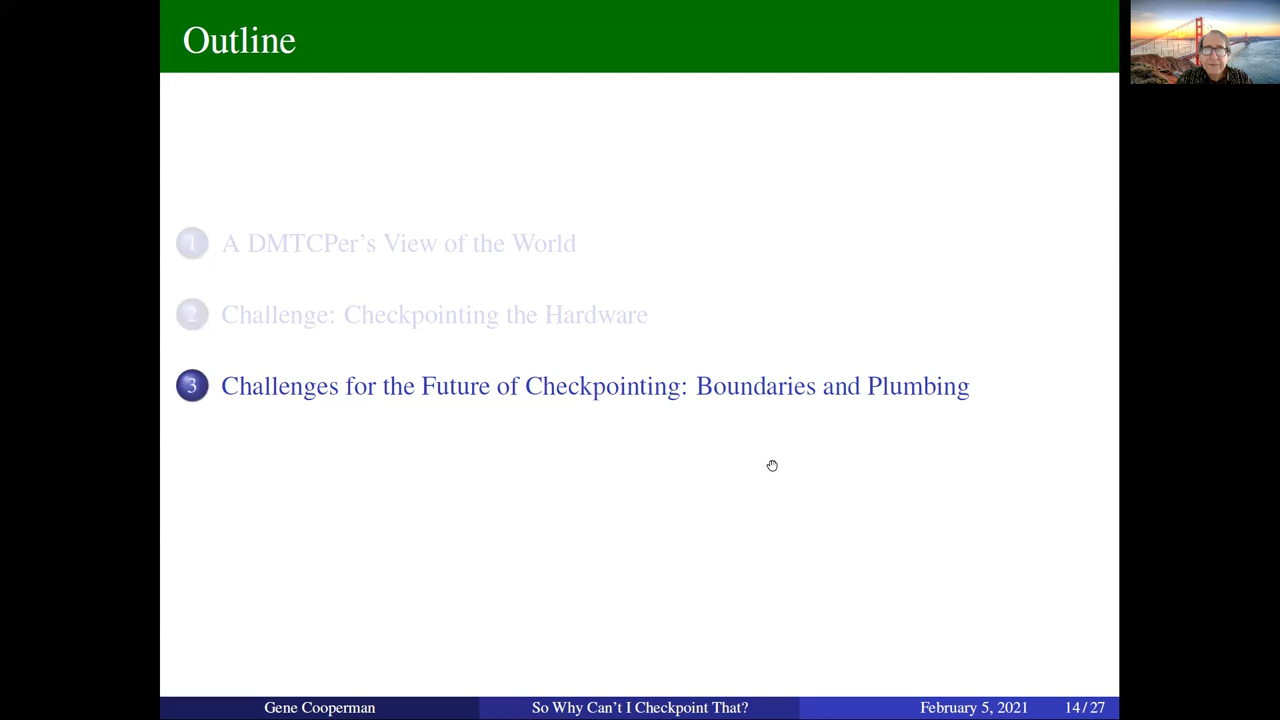 Outline
1 A DMTCPer's View of the World
2 Challenge: Checkpointing the Hardware
3 Challenges for the Future of Checkpointing: Boundaries and Plumbing
Gene Cooperman So Why Can't I Checkpoint That? February 5, 2021 14 / 27